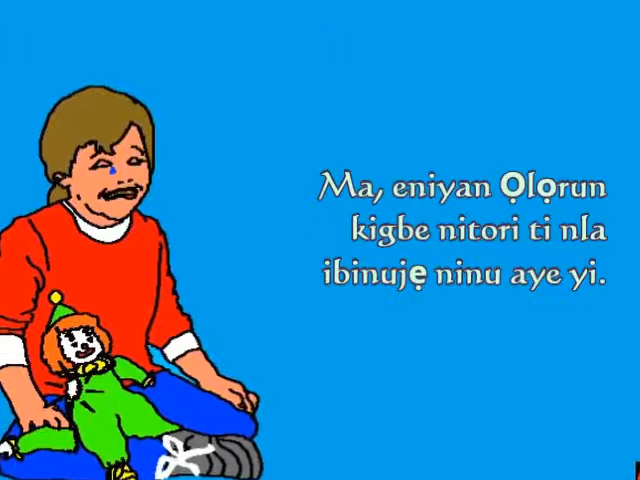 Ma, eniyan Ọlọrun
kigbe nitori ti nla
ibinujẹ ninu aye yi.